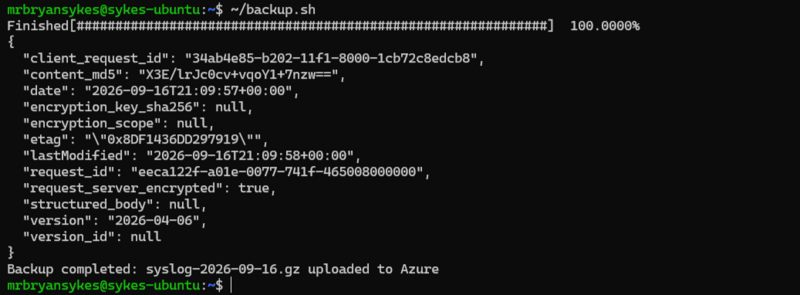 mrbryansykes@sykes-ubuntu:~$ ~/backup.sh
Finished[#############################################################]  100.0000%
{
  "client_request_id": "34ab4e85-b202-11f1-8000-1cb72c8edcb8",
  "content_md5": "X3E/lrJc0cv+vqoY1+7nzw==",
  "date": "2026-09-16T21:09:57+00:00",
  "encryption_key_sha256": null,
  "encryption_scope": null,
  "etag": "\"0x8DF1436DD297919\"",
  "lastModified": "2026-09-16T21:09:58+00:00",
  "request_id": "eeca122f-a01e-0077-741f-465008000000",
  "request_server_encrypted": true,
  "structured_body": null,
  "version": "2026-04-06",
  "version_id": null
}
Backup completed: syslog-2026-09-16.gz uploaded to Azure
mrbryansykes@sykes-ubuntu:~$